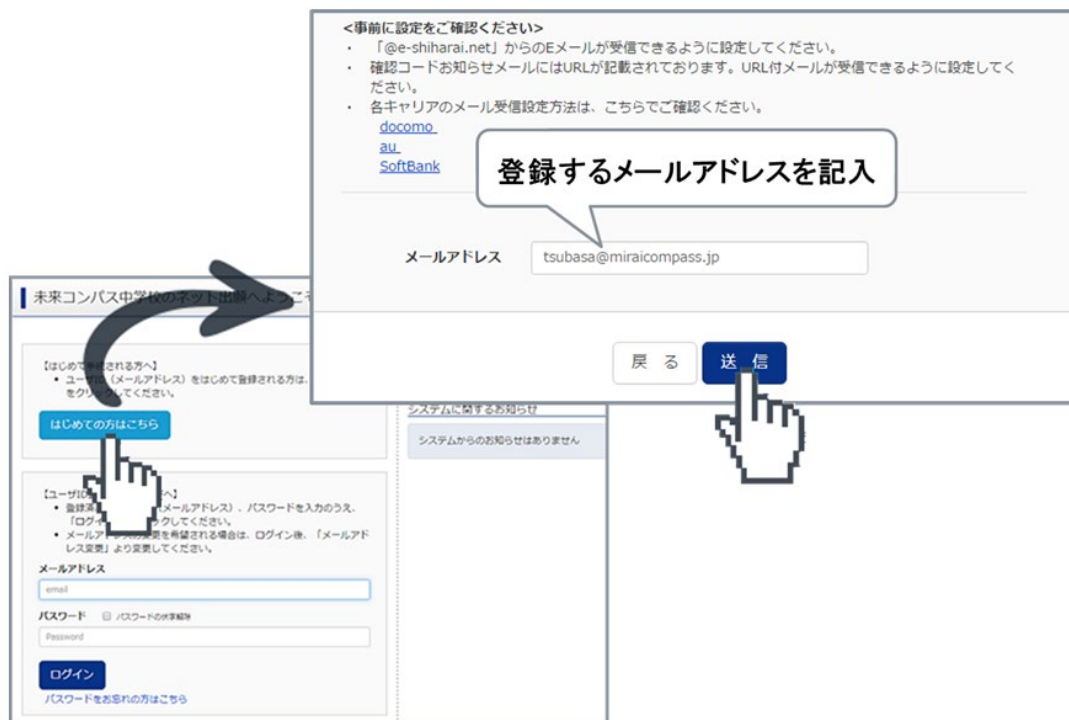 <事前に設定をご確認ください>
・ 「@e-shiharai.net」からのEメールが受信できるように設定してください。
・ 確認コードお知らせメールにはURLが記載されております。URL付メールが受信できるように設定してく
ださい。
・ 各キャリアのメール受信設定方法は、こちらでご確認ください。
docomo
au
SoftBank
登録するメールアドレスを記入
メールアドレス
tsubasa@miraicompass.jp
戻 る
送 信
未来コンパス中学校のネット出願へようこそ
【はじめて される方へ】
• ユーザID（メールアドレス）をはじめて登録される方は、
をクリックしてください。
はじめての方はこちら
システムに関するお知らせ
システムからのお知らせはありません
【ユーザID へ】
• 登録済 （メールアドレス）、パスワードを入力のうえ、
「ログイ クしてください。
• メールア の変更を希望される場合は、ログイン後、「メールアド
レス変更」より変更してください。
メールアドレス
email
パスワード パスワードの伏字解除
Password
ログイン
パスワードをお忘れの方はこちら